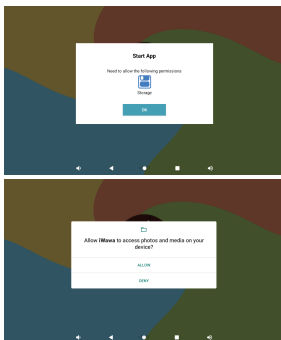 Start App
Need to allow the following permissions
Storage
OK
Allow iWawa to access photos and media on your
device?
ALLOW
DENY